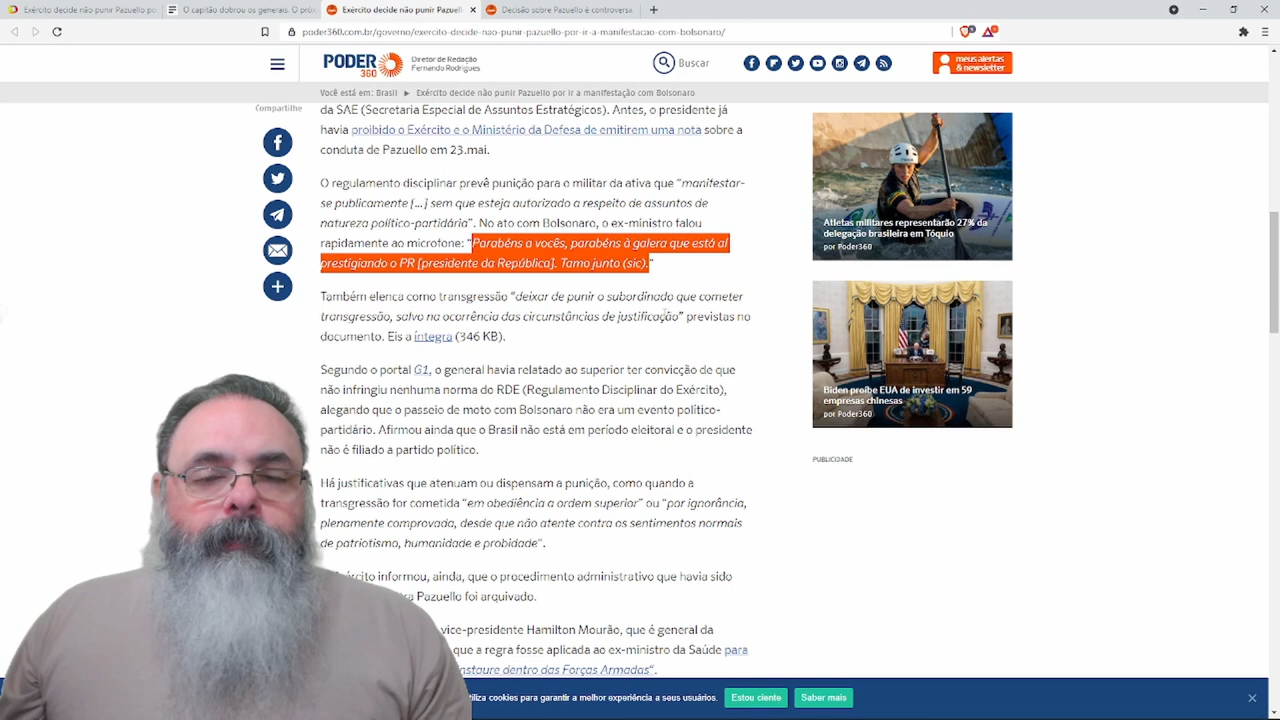 Exército decide não punir Pazuello po
O capitão dobrou os generais. O próx
Exército decide não punir Pazuell
Decisão sobre Pazuello é controversa
poder360.com.br/governo/exercito-decide-nao-punir-pazuello-por-ir-a-manifestacao-com-bolsonaro/
PODER
360
Diretor de Redação
Fernando Rodrigues
Buscar
meus alertas
& newsletter
Você está em: Brasil ▶ Exército decide não punir Pazuello por ir a manifestação com Bolsonaro
Compartilhe
da SAE (Secretaria Especial de Assuntos Estratégicos). Antes, o presidente já
havia proibido o Exército e o Ministério da Defesa de emitirem uma nota sobre a
conduta de Pazuello em 23.mai.
O regulamento disciplinar prevê punição para o militar da ativa que “manifestar-
se publicamente [...] sem que esteja autorizado a respeito de assuntos de
natureza político-partidária”. No ato com Bolsonaro, o ex-ministro falou
rapidamente ao microfone: “Parabéns a vocês, parabéns à galera que está aí
prestigiando o PR [presidente da República]. Tamo junto (sic).”
Também elenca como transgressão “deixar de punir o subordinado que cometer
transgressão, salvo na ocorrência das circunstâncias de justificação” previstas no
documento. Eis a íntegra (346 KB).
Segundo o portal G1, o general havia relatado ao superior ter convicção de que
não infringiu nenhuma norma do RDE (Regulamento Disciplinar do Exército),
alegando que o passeio de moto com Bolsonaro não era um evento político-
partidário. Afirmou ainda que o Brasil não está em período eleitoral e o presidente
não é filiado a partido político.
Há justificativas que atenuam ou dispensam a punição, como quando a
transgressão for cometida “em obediência a ordem superior” ou “por ignorância,
plenamente comprovada, desde que não atente contra os sentimentos normais
de patriotismo, humanidade e probidade”.
ército informou, ainda, que o procedimento administrativo que havia sido
tra Pazuello foi arquivado.
vice-presidente Hamilton Mourão, que é general da
que a regra fosse aplicada ao ex-ministro da Saúde para
instaure dentro das Forças Armadas”.
Atletas militares representarão 27% da
delegação brasileira em Tóquio
por Poder360
Biden proíbe EUA de investir em 59
empresas chinesas
por Poder360
PUBLICIDADE
tiliza cookies para garantir a melhor experiência a seus usuários.
Estou ciente
Saber mais